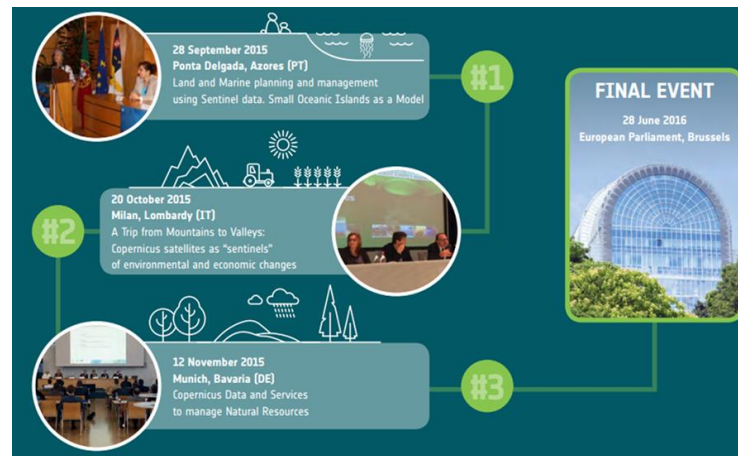 28 September 2015
Ponta Delgada, Azores (PT)
Land and Marine planning and management
using Sentinel data. Small Oceanic Islands as a Model
#1
20 October 2015
Milan, Lombardy (IT)
A Trip from Mountains to Valleys:
Copernicus satellites as “sentinels”
of environmental and economic changes
#2
12 November 2015
Munich, Bavaria (DE)
Copernicus Data and Services
to manage Natural Resources
#3
FINAL EVENT
28 June 2016
European Parliament, Brussels